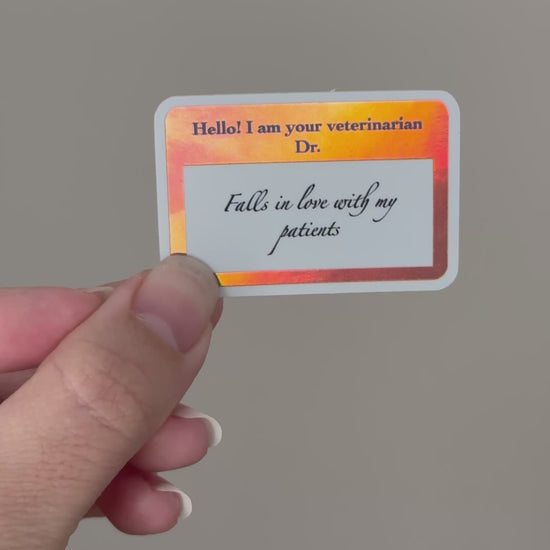 Hello! I am your veterinarian
Dr.
Falls in love with my
patients